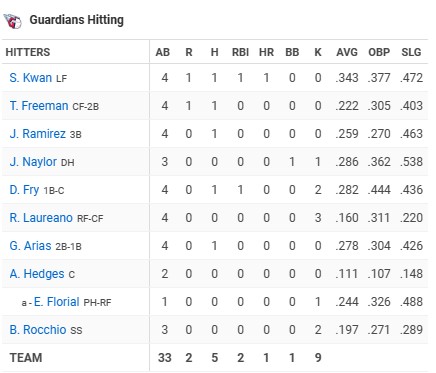 Guardians Hitting
HITTERS AB R H RBI HR BB K AVG OBP SLG
S. Kwan LF 4 1 1 1 1 0 0 .343 .377 .472
T. Freeman CF-2B 4 1 1 0 0 0 0 .222 .305 .403
J. Ramirez 3B 4 0 1 0 0 0 0 .259 .270 .463
J. Naylor DH 3 0 0 0 0 1 1 .286 .362 .538
D. Fry 1B-C 4 0 1 1 0 0 2 .282 .444 .436
R. Laureano RF-CF 4 0 0 0 0 0 3 .160 .311 .220
G. Arias 2B-1B 4 0 1 0 0 0 0 .278 .304 .426
A. Hedges C 2 0 0 0 0 0 0 .111 .107 .148
a - E. Florial PH-RF 1 0 0 0 0 0 1 .244 .326 .488
B. Rocchio SS 3 0 0 0 0 0 2 .197 .271 .289
TEAM 33 2 5 2 1 1 9